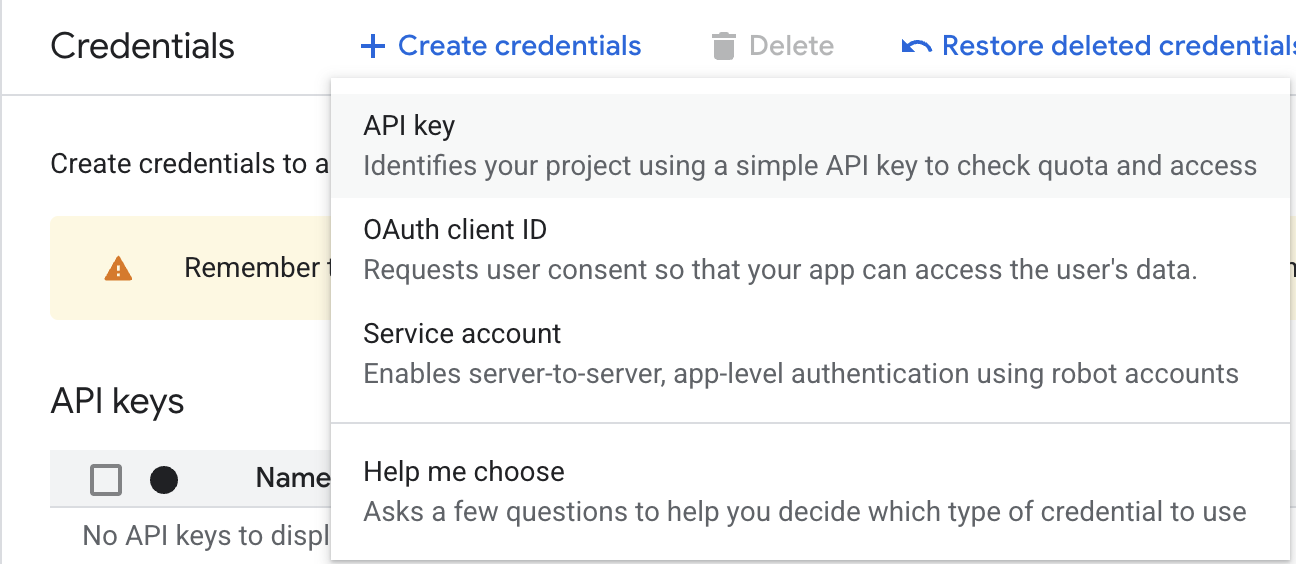 Credentials
Create credentials
Delete
Restore deleted credentials
API key
Identifies your project using a simple API key to check quota and access
OAuth client ID
Requests user consent so that your app can access the user's data.
Service account
Enables server-to-server, app-level authentication using robot accounts
Help me choose
Asks a few questions to help you decide which type of credential to use
Create credentials to a
Remember
API keys
Name
No API keys to displ